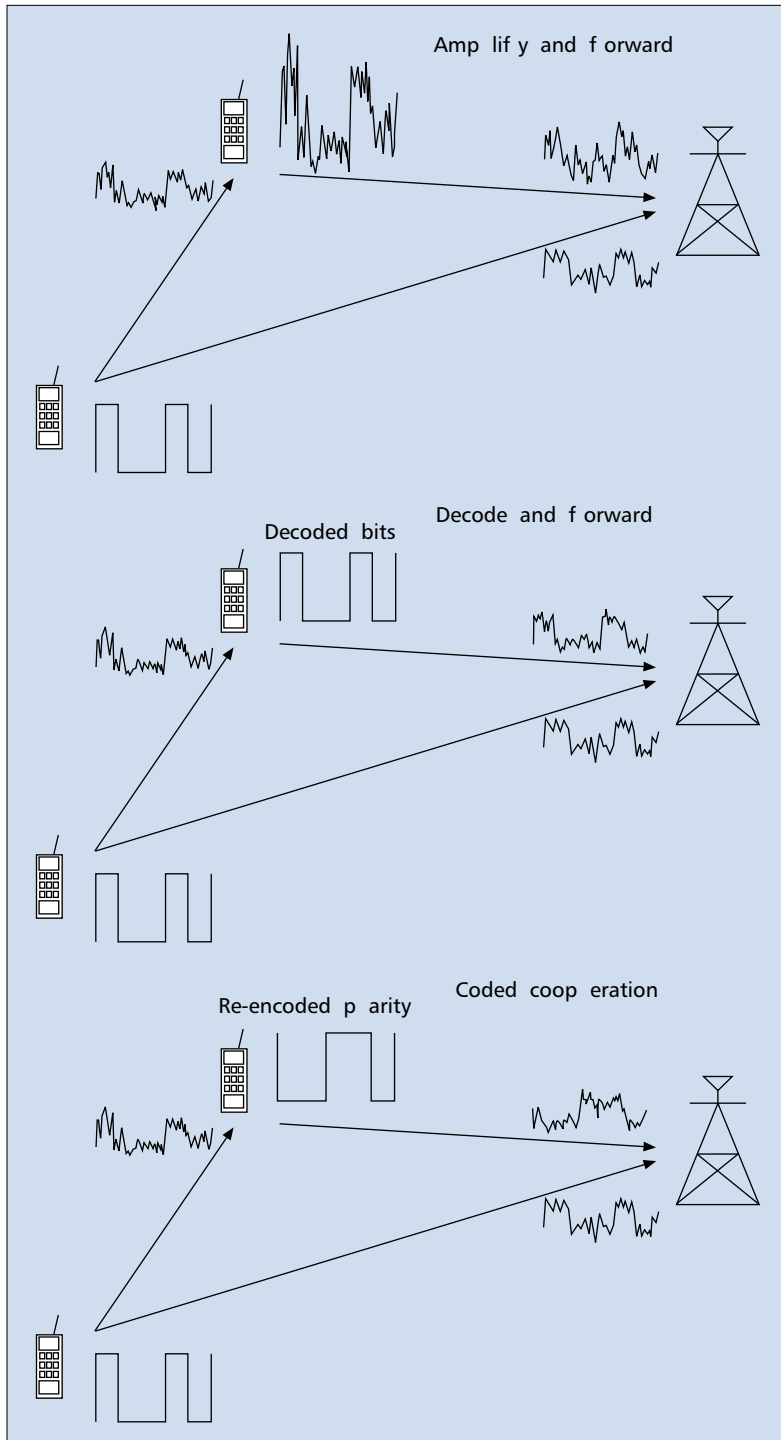 Amp lif y and f orward
Decode and f orward
Decoded bits
Coded coop eration
Re-encoded p arity